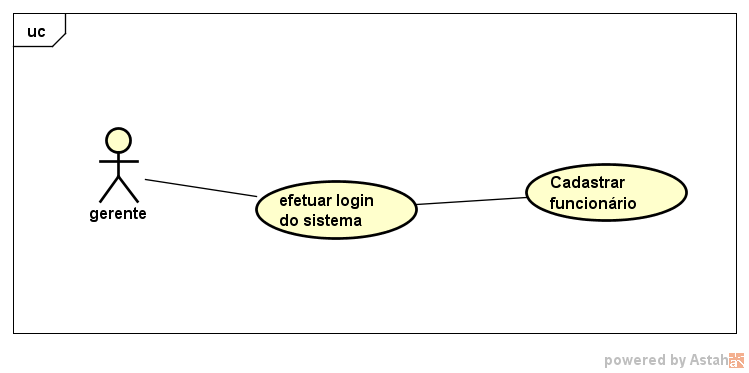 uc
gerente
efetuar login
do sistema
Cadastrar
funcionário
powered by Astah